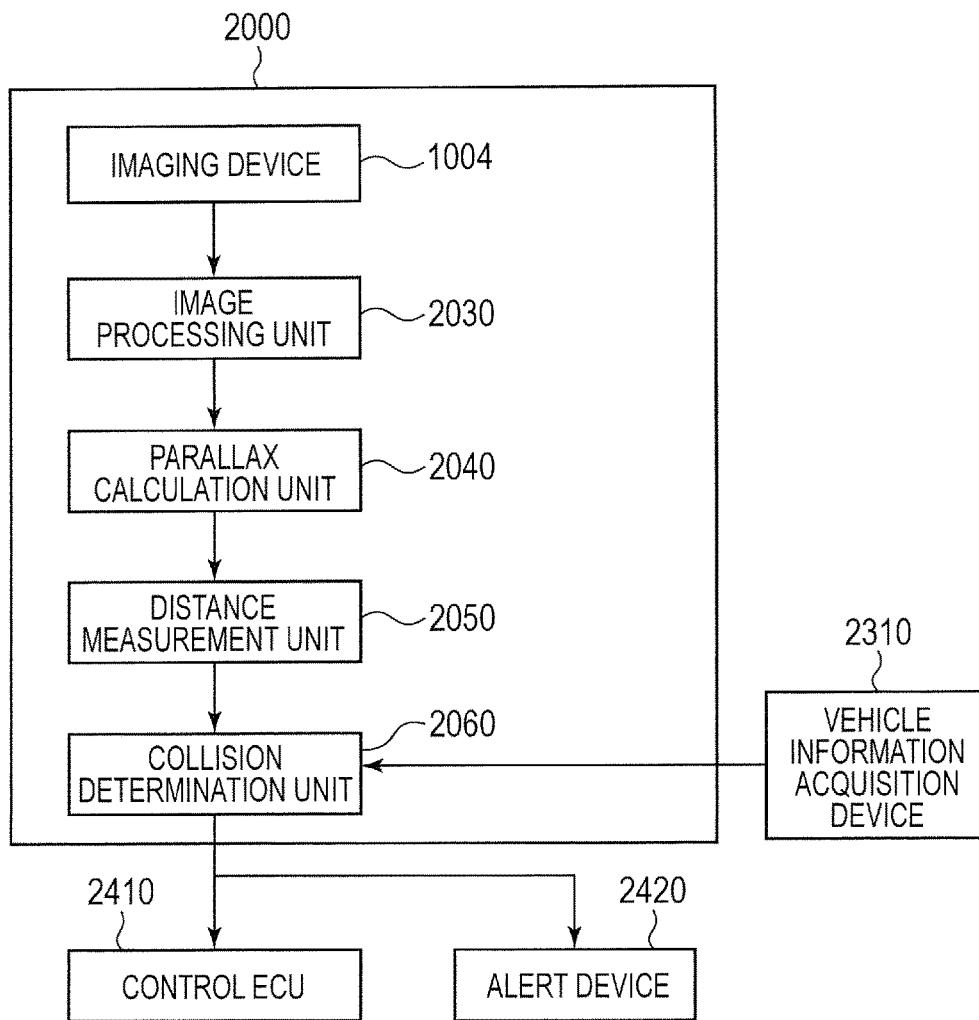 2000
IMAGING DEVICE
1004
IMAGE
PROCESSING UNIT
2030
PARALLAX
CALCULATION UNIT
2040
DISTANCE
MEASUREMENT UNIT
2050
2310
VEHICLE
INFORMATION
ACQUISITION
DEVICE
COLLISION
DETERMINATION UNIT
2060
2410
CONTROL ECU
2420
ALERT DEVICE